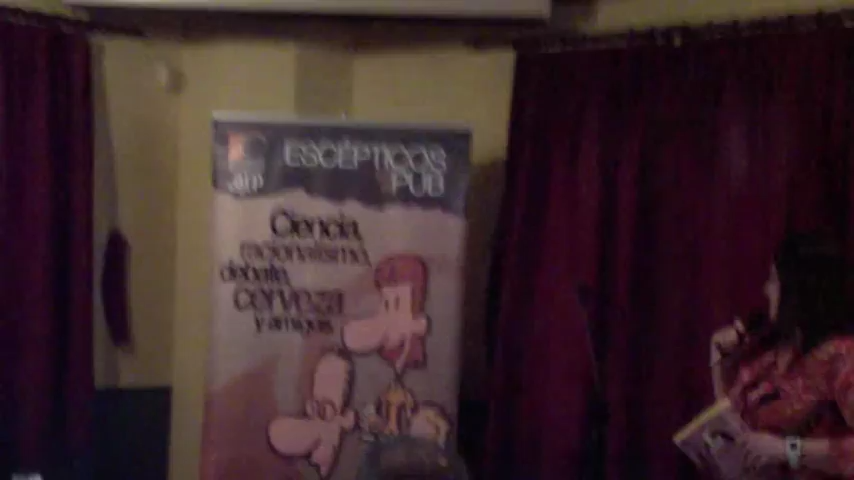 ESCÉPTICOS
PUB
Ciencia,
racionalismo,
debate,
cerveza
y amigos